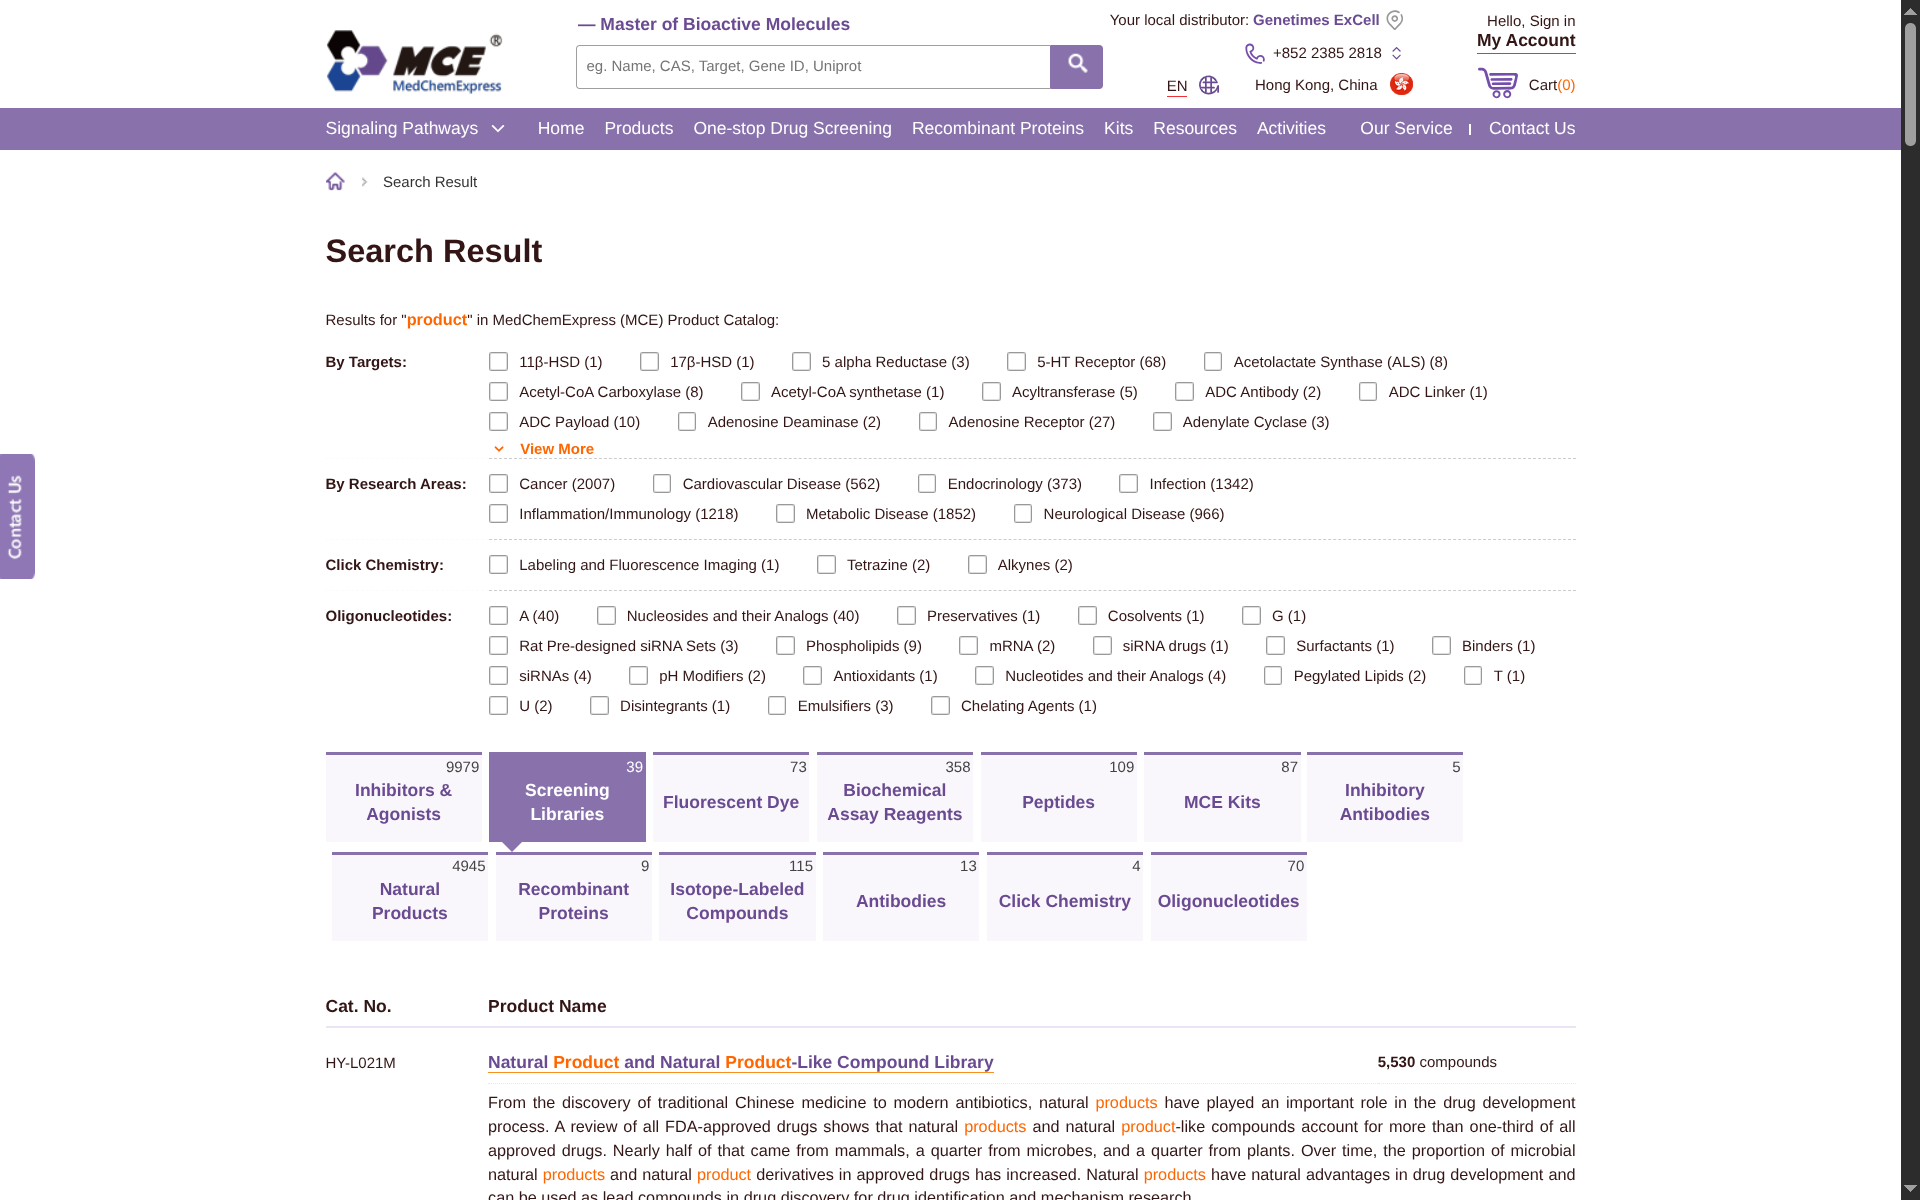 MCE ®
MedChemExpress
— Master of Bioactive Molecules
eg. Name, CAS, Target, Gene ID, Uniprot
Your local distributor: Genetimes ExCell
+852 2385 2818
EN
Hong Kong, China
Hello, Sign in
My Account
Cart(0)
Signaling Pathways Home Products One-stop Drug Screening Recombinant Proteins Kits Resources Activities Our Service Contact Us
Search Result
Search Result
Results for "product" in MedChemExpress (MCE) Product Catalog:
By Targets: 11β-HSD (1) 17β-HSD (1) 5 alpha Reductase (3) 5-HT Receptor (68) Acetolactate Synthase (ALS) (8)
Acetyl-CoA Carboxylase (8) Acetyl-CoA synthetase (1) Acyltransferase (5) ADC Antibody (2) ADC Linker (1)
ADC Payload (10) Adenosine Deaminase (2) Adenosine Receptor (27) Adenylate Cyclase (3)
View More
By Research Areas: Cancer (2007) Cardiovascular Disease (562) Endocrinology (373) Infection (1342)
Inflammation/Immunology (1218) Metabolic Disease (1852) Neurological Disease (966)
Contact Us
Click Chemistry: Labeling and Fluorescence Imaging (1) Tetrazine (2) Alkynes (2)
Oligonucleotides: A (40) Nucleosides and their Analogs (40) Preservatives (1) Cosolvents (1) G (1)
Rat Pre-designed siRNA Sets (3) Phospholipids (9) mRNA (2) siRNA drugs (1) Surfactants (1) Binders (1)
siRNAs (4) pH Modifiers (2) Antioxidants (1) Nucleotides and their Analogs (4) Pegylated Lipids (2) T (1)
U (2) Disintegrants (1) Emulsifiers (3) Chelating Agents (1)
9979
Inhibitors &
Agonists
39
Screening
Libraries
73
Fluorescent Dye
358
Biochemical
Assay Reagents
109
Peptides
87
MCE Kits
5
Inhibitory
Antibodies
4945
Natural
Products
9
Recombinant
Proteins
115
Isotope-Labeled
Compounds
13
Antibodies
4
Click Chemistry
70
Oligonucleotides
Cat. No. Product Name
HY-L021M Natural Product and Natural Product-Like Compound Library 5,530 compounds
From the discovery of traditional Chinese medicine to modern antibiotics, natural products have played an important role in the drug development
process. A review of all FDA-approved drugs shows that natural products and natural product-like compounds account for more than one-third of all
approved drugs. Nearly half of that came from mammals, a quarter from microbes, and a quarter from plants. Over time, the proportion of microbial
natural products and natural product derivatives in approved drugs has increased. Natural products have natural advantages in drug development and
can be used as lead compounds in drug discovery for drug identification and mechanism research.